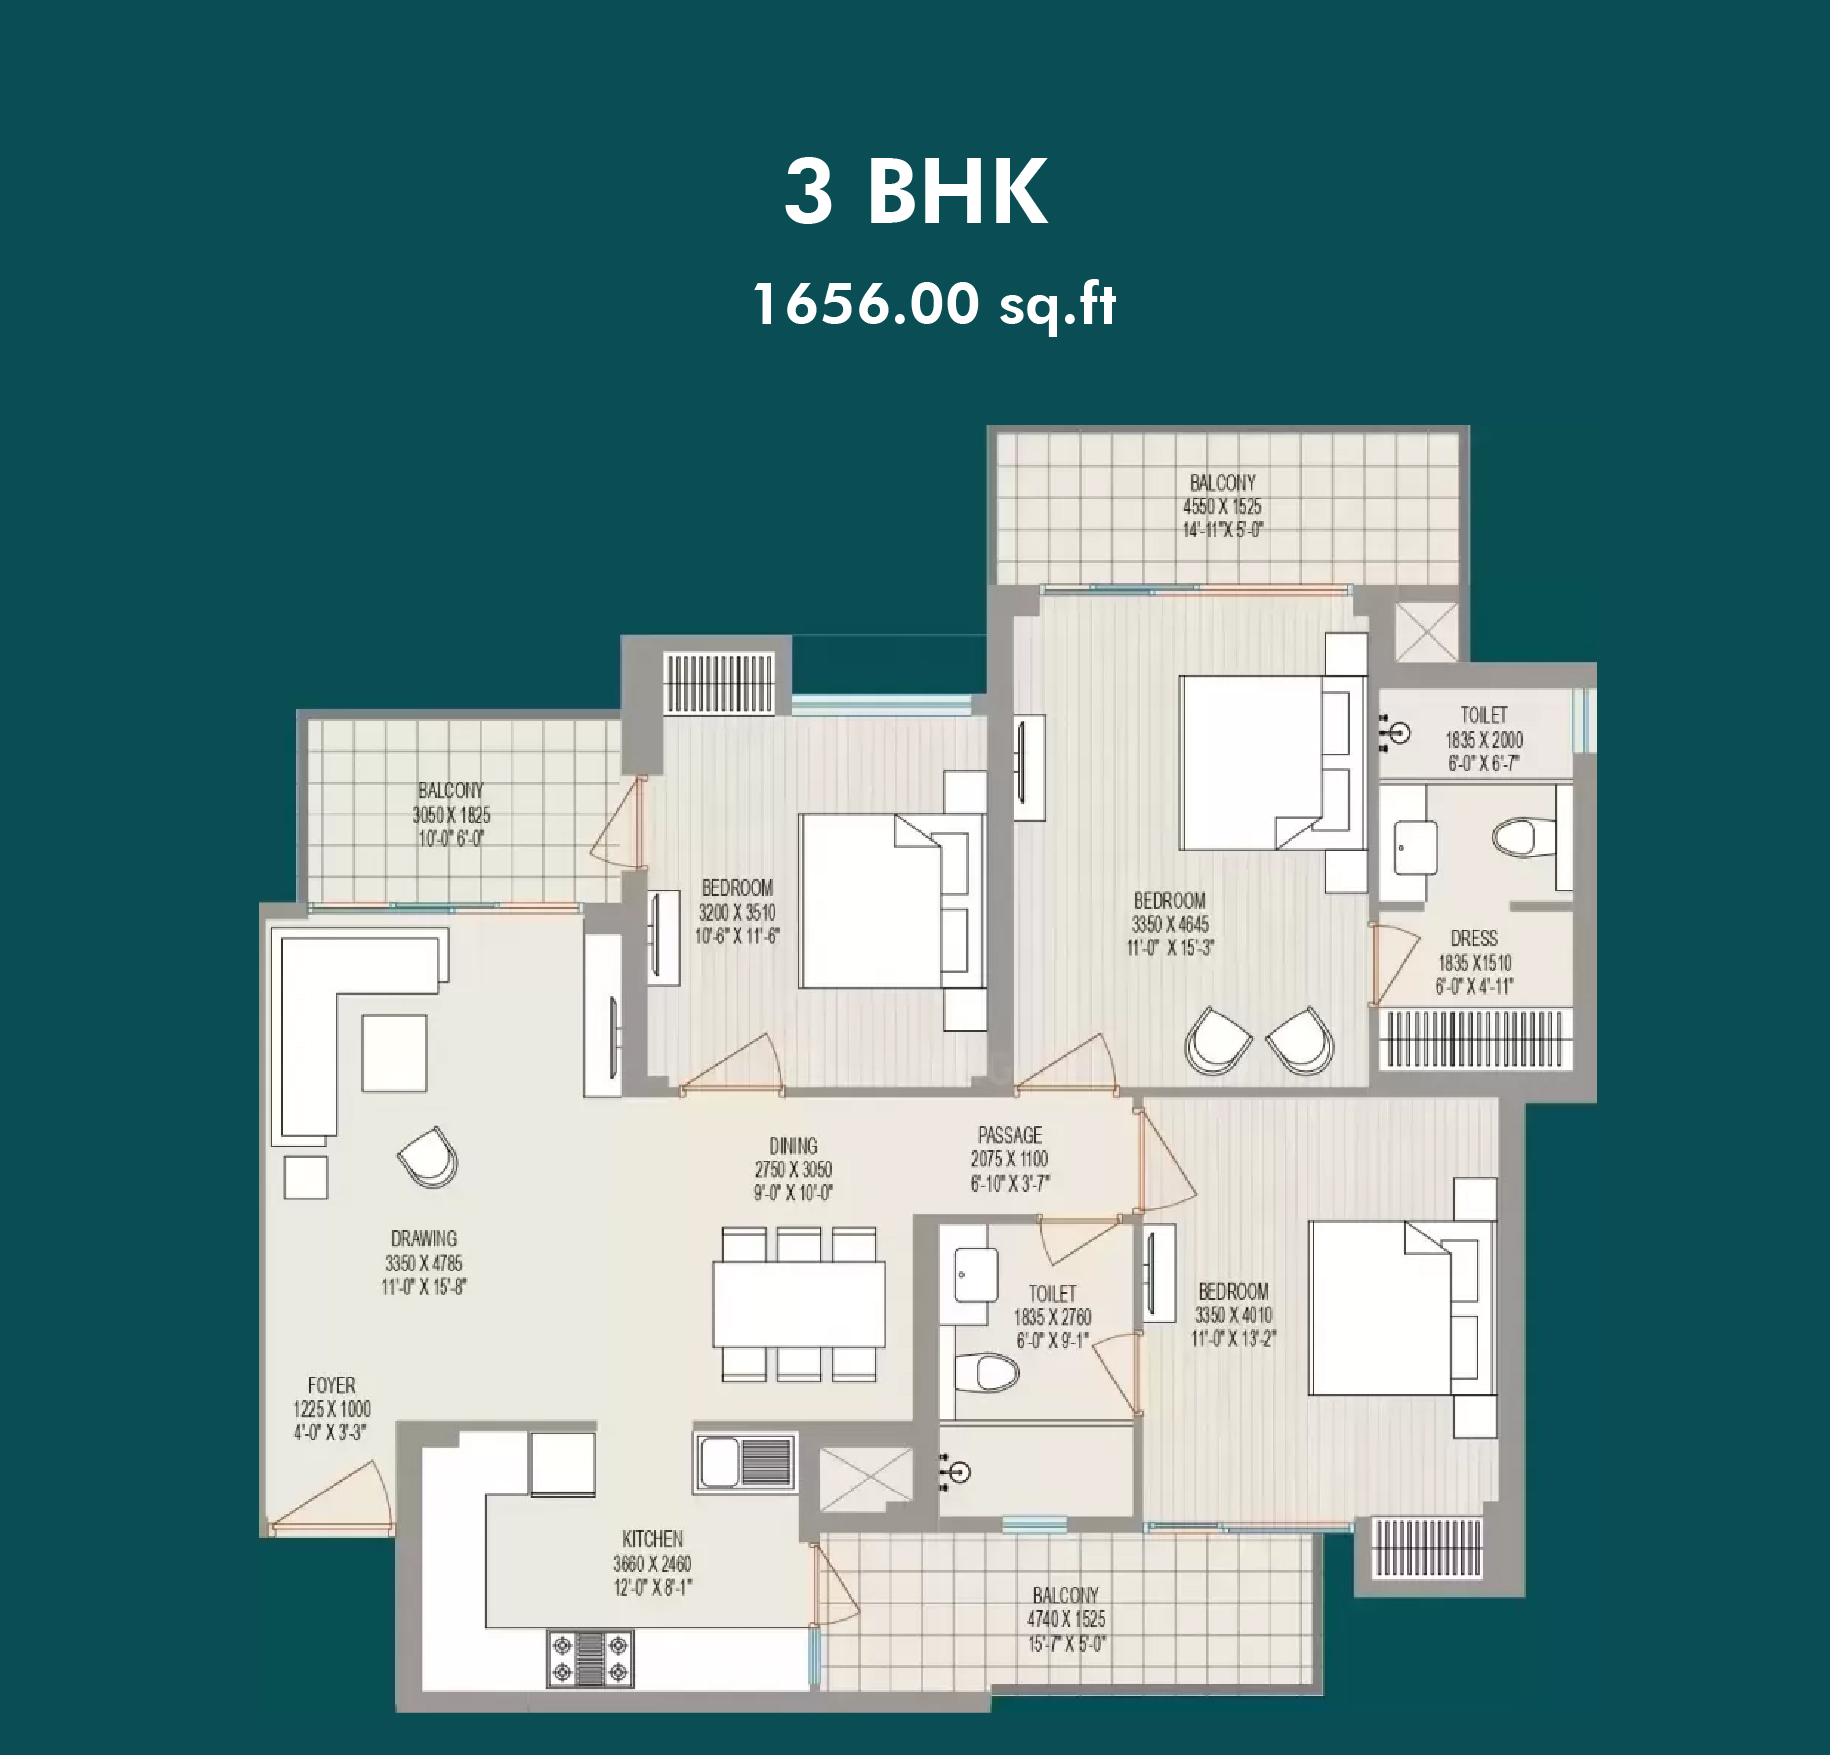 3 BHK
1656.00 sq.ft
BALCONY
4550 X 1525
14'-11"X 5'-0"
TOILET
1835 X 2000
6'-0" X 6'-7"
BALCONY
3050 X 1825
10'-0" 6'-0"
BEDROOM
3200 X 3510
10'-6" X 11'-6"
BEDROOM
3350 X 4645
11'-0" X 15'-3"
DRESS
1835 X1510
6'-0" X 4'-11"
DINING
2750 X 3050
9'-0" X 10'-0"
PASSAGE
2075 X 1100
6'-10" X 3'-7"
DRAWING
3350 X 4785
11'-0" X 15'-8"
TOILET
1835 X 2760
6'-0" X 9'-1"
BEDROOM
3350 X 4010
11'-0" X 13'-2"
FOYER
1225 X 1000
4'-0" X 3'-3"
KITCHEN
3660 X 2460
12'-0" X 8'-1"
BALCONY
4740 X 1525
15'-7" X 5'-0"